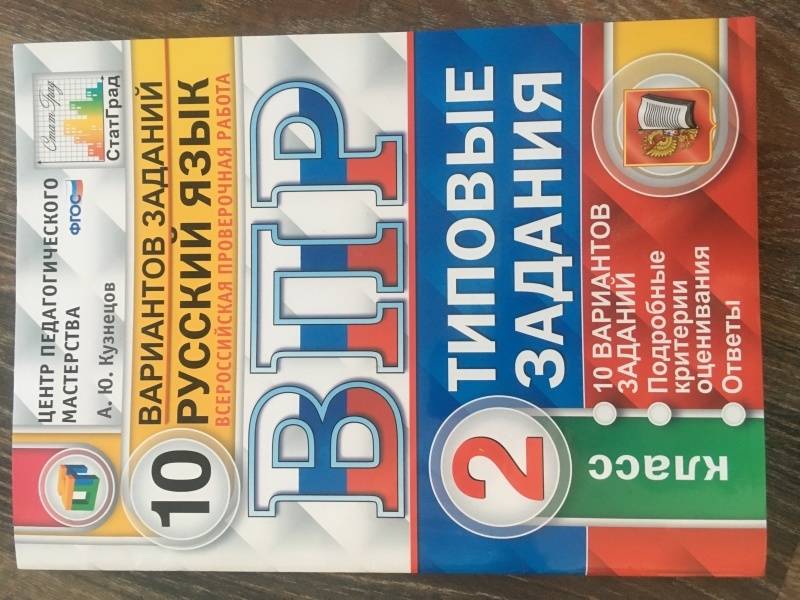 ЦЕНТР ПЕДАГОГИЧЕСКОГО
МАСТЕРСТВА
А. Ю. Кузнецов
ФГОС
СтатГрад
СтатГрад
10
ВАРИАНТОВ ЗАДАНИЙ
РУССКИЙ ЯЗЫК
ВСЕРОССИЙСКАЯ ПРОВЕРОЧНАЯ РАБОТА
ВПР
2
класс
ТИПОВЫЕ
ЗАДАНИЯ
10 ВАРИАНТОВ
ЗАДАНИЙ
Подробные
критерии
оценивания
Ответы